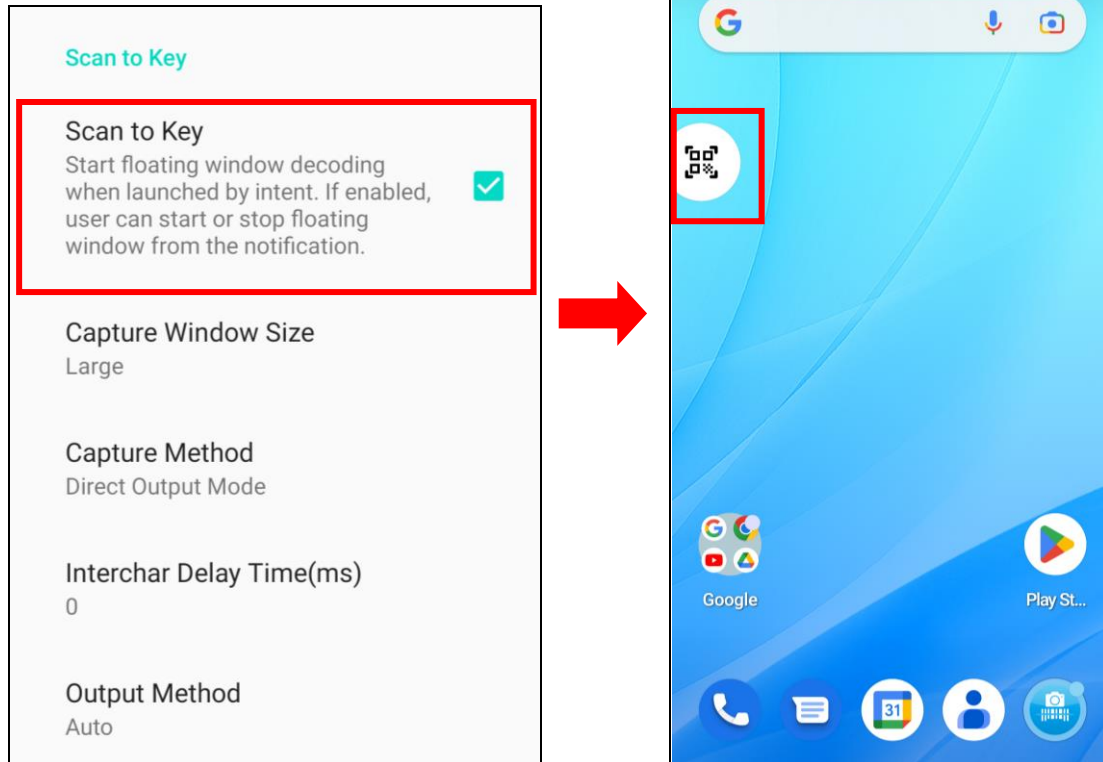 Scan to Key
Scan to Key
Start floating window decoding
when launched by intent. If enabled,
user can start or stop floating
window from the notification.
Capture Window Size
Large
Capture Method
Direct Output Mode
Interchar Delay Time(ms)
0
Output Method
Auto
G
Google
Play St...
31